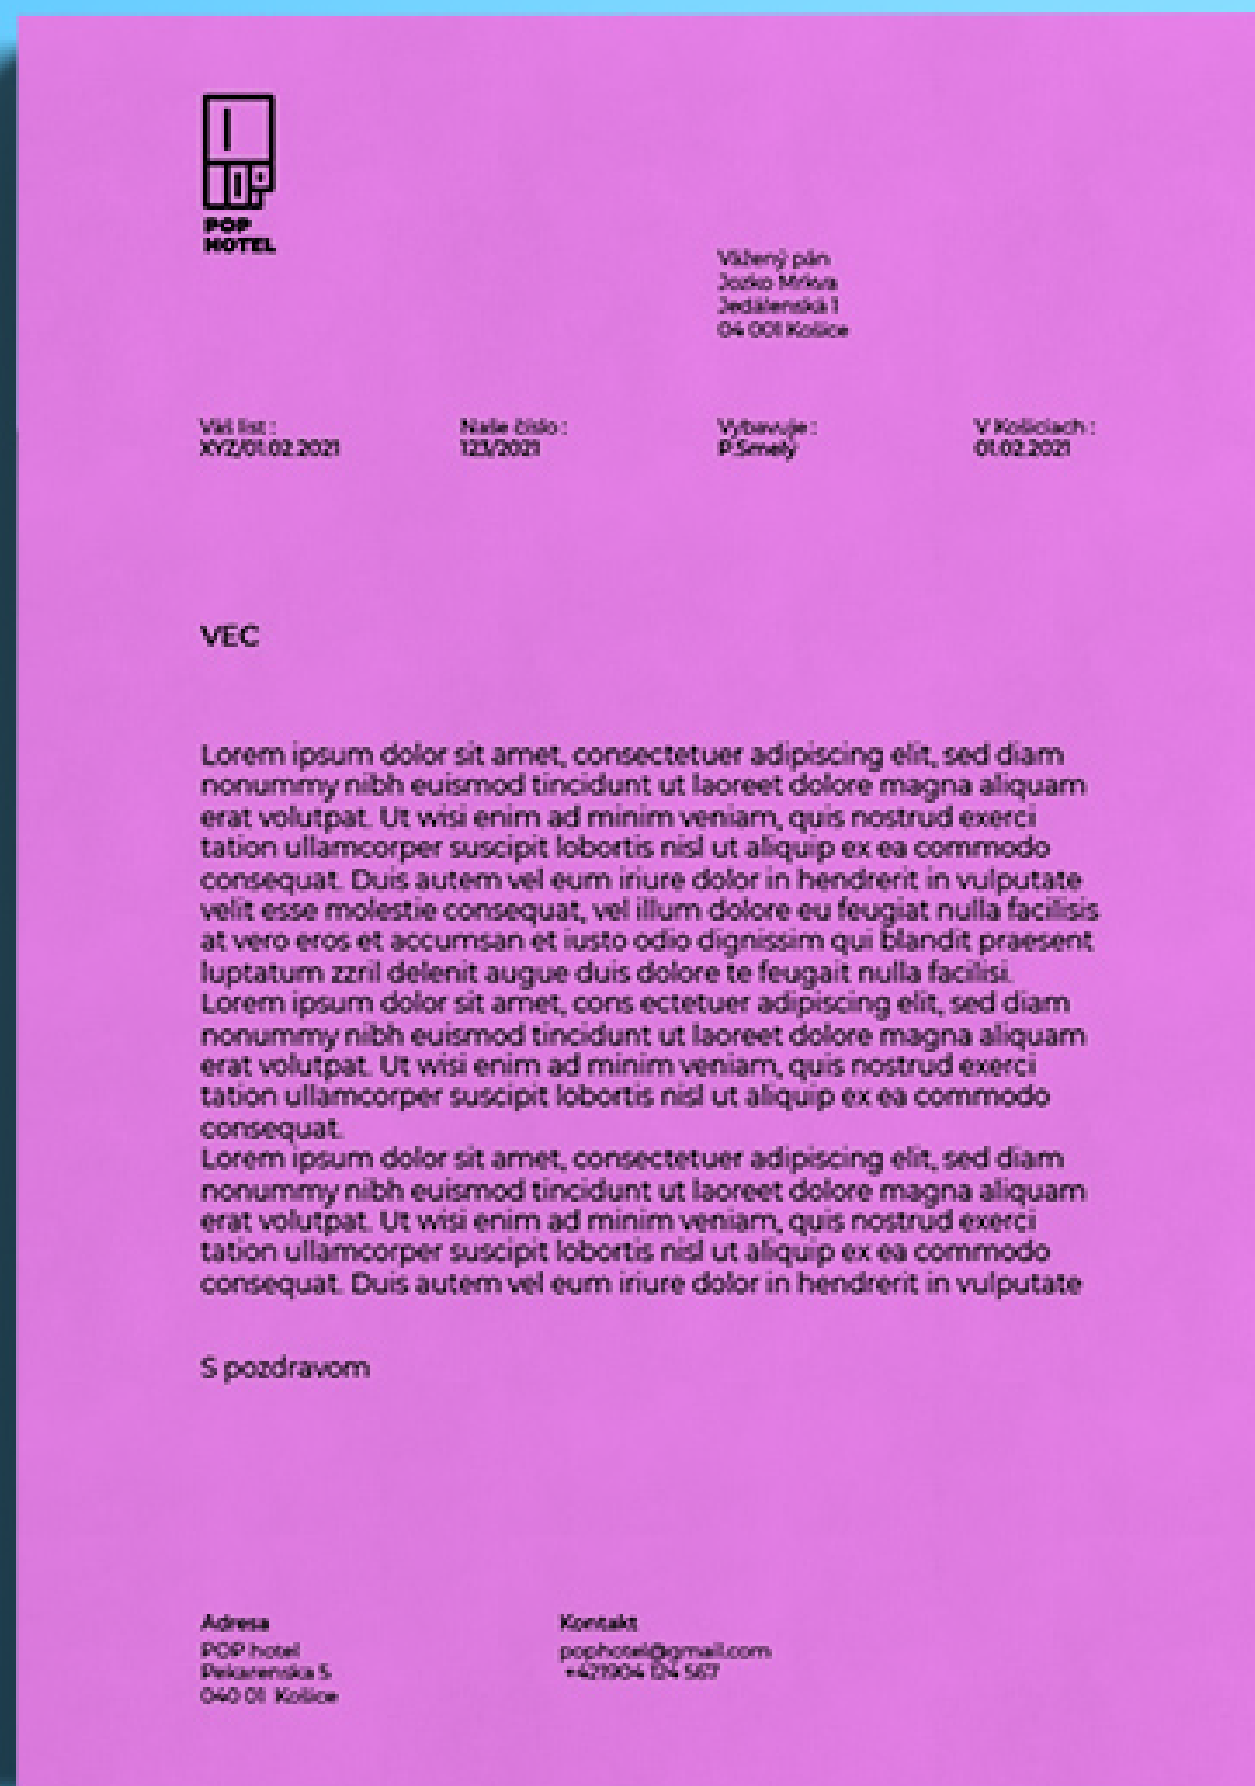 POP
HOTEL
Vážený pán
Jozko Mrkva
Jedálenská 1
04 001 Košice
Váš list :
XYZ/01.02.2021
Naše číslo :
123/2021
Vybavuje :
P.Smelý
V Košiciach :
01.02.2021
VEC
Lorem ipsum dolor sit amet, consectetuer adipiscing elit, sed diam
nonummy nibh euismod tincidunt ut laoreet dolore magna aliquam
erat volutpat. Ut wisi enim ad minim veniam, quis nostrud exerci
tation ullamcorper suscipit lobortis nisl ut aliquip ex ea commodo
consequat. Duis autem vel eum iriure dolor in hendrerit in vulputate
velit esse molestie consequat, vel illum dolore eu feugiat nulla facilisis
at vero eros et accumsan et iusto odio dignissim qui blandit praesent
luptatum zzril delenit augue duis dolore te feugait nulla facilisi.
Lorem ipsum dolor sit amet, cons ectetuer adipiscing elit, sed diam
nonummy nibh euismod tincidunt ut laoreet dolore magna aliquam
erat volutpat. Ut wisi enim ad minim veniam, quis nostrud exerci
tation ullamcorper suscipit lobortis nisl ut aliquip ex ea commodo
consequat.
Lorem ipsum dolor sit amet, consectetuer adipiscing elit, sed diam
nonummy nibh euismod tincidunt ut laoreet dolore magna aliquam
erat volutpat. Ut wisi enim ad minim veniam, quis nostrud exerci
tation ullamcorper suscipit lobortis nisl ut aliquip ex ea commodo
consequat. Duis autem vel eum iriure dolor in hendrerit in vulputate
S pozdravom
Adresa
POP hotel
Pekarenska 5
040 01 Košice
Kontakt
pophotel@gmail.com
+421904 124 567